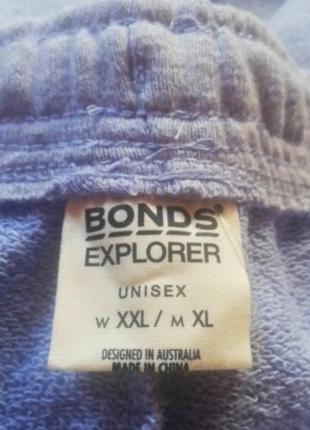 BONDS
EXPLORER
UNISEX
W XXL / M XL
DESIGNED IN AUSTRALIA
MADE IN CHINA